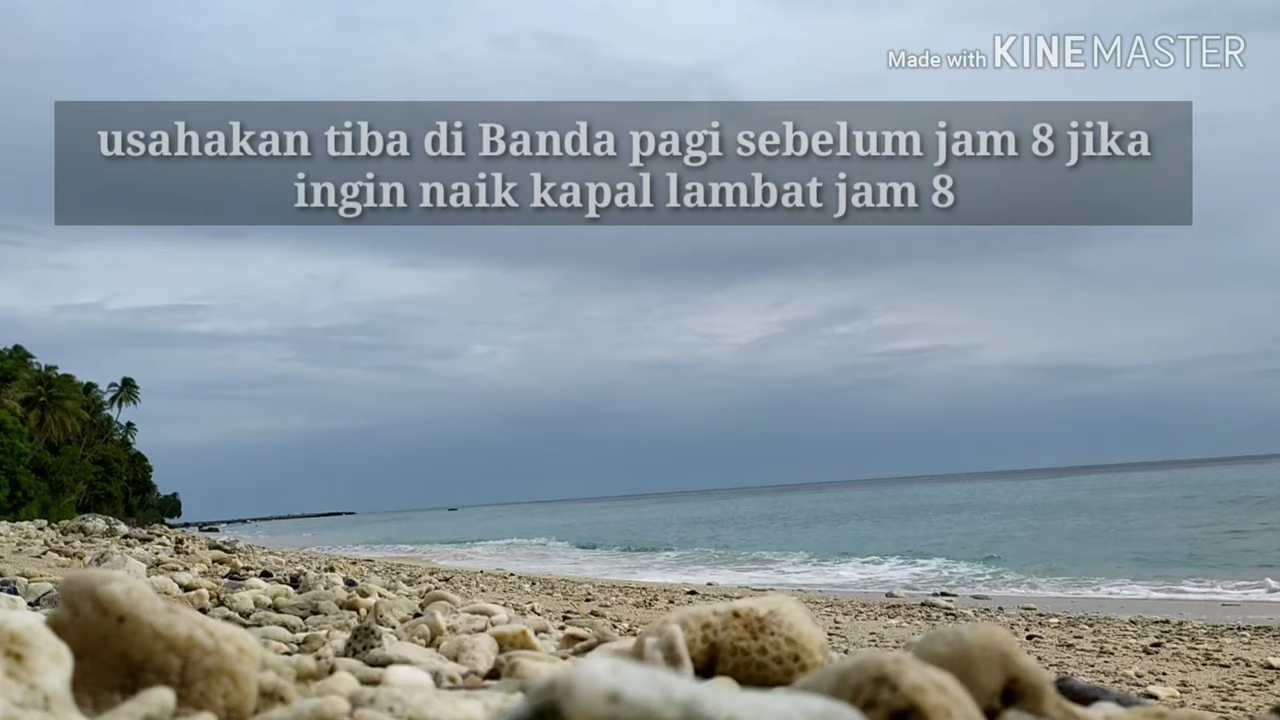 Made with KINEMASTER
usahakan tiba di Banda pagi sebelum jam 8 jika
ingin naik kapal lambat jam 8